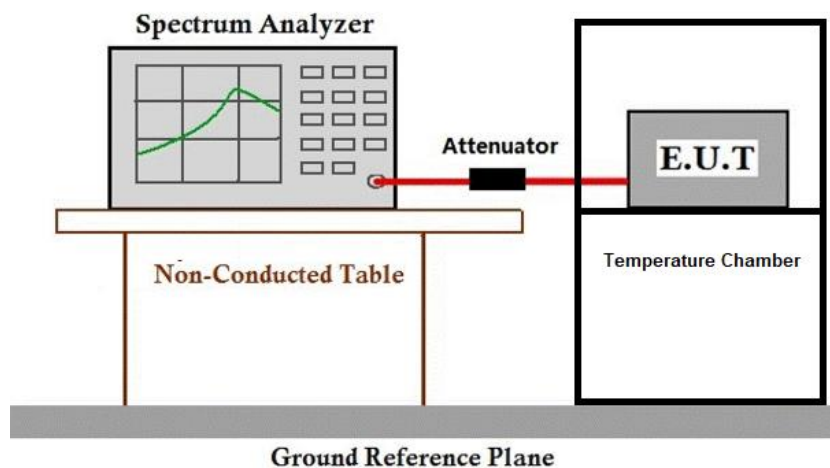 Spectrum Analyzer
Attenuator
E.U.T
Non-Conducted Table
Temperature Chamber
Ground Reference Plane